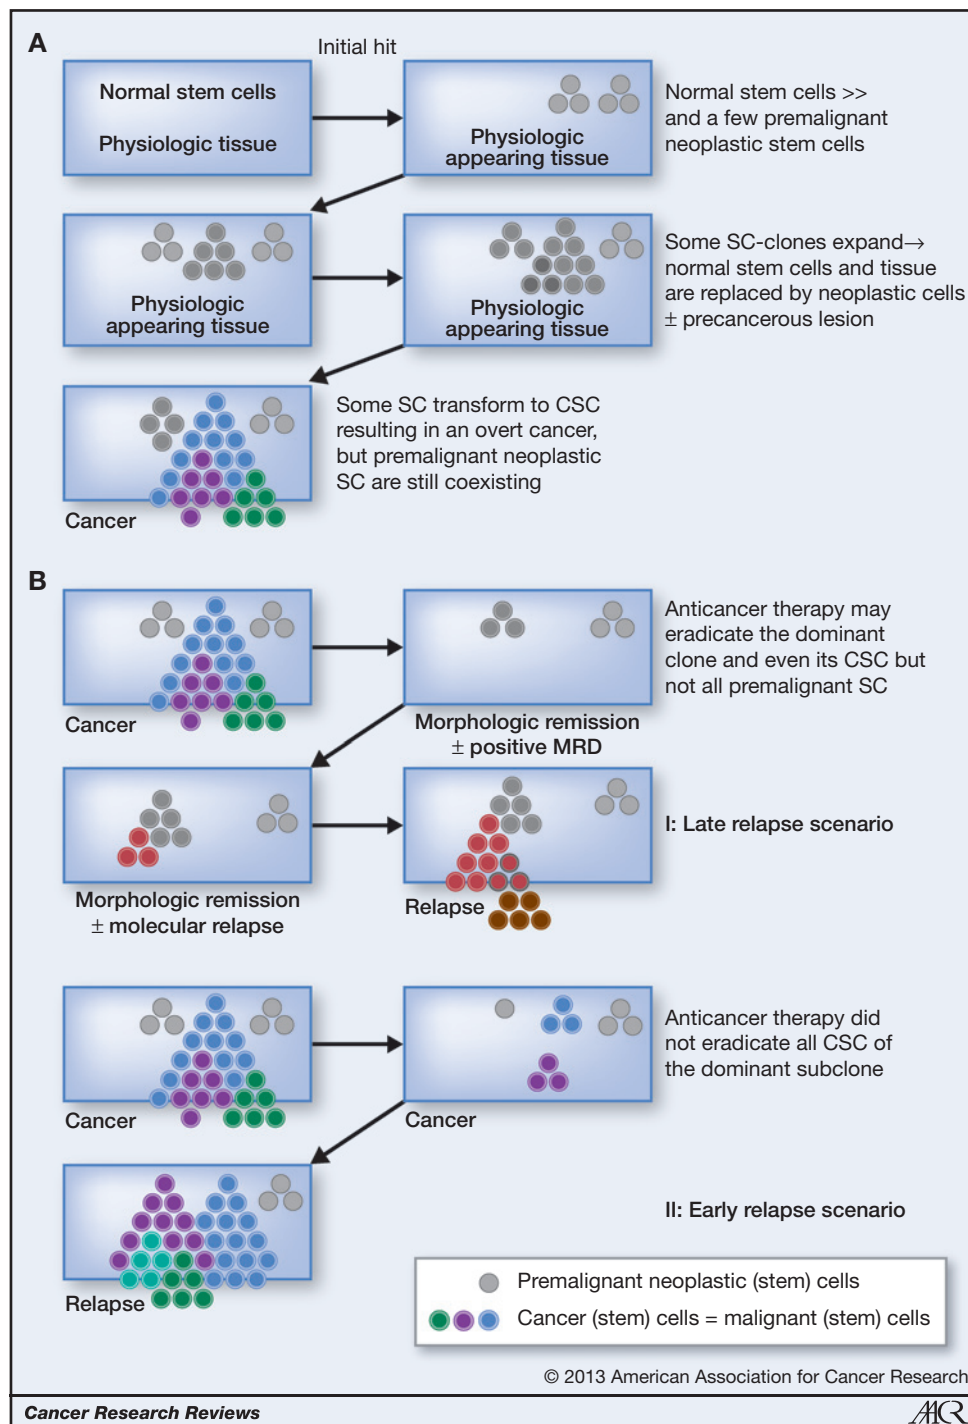 A
Initial hit
Normal stem cells
Physiologic tissue
Physiologic
appearing tissue
Normal stem cells >>
and a few premalignant
neoplastic stem cells
Physiologic
appearing tissue
Physiologic
appearing tissue
Some SC-clones expand→
normal stem cells and tissue
are replaced by neoplastic cells
± precancerous lesion
Cancer
Some SC transform to CSC
resulting in an overt cancer,
but premalignant neoplastic
SC are still coexisting
B
Cancer
Morphologic remission
± positive MRD
Anticancer therapy may
eradicate the dominant
clone and even its CSC but
not all premalignant SC
Morphologic remission
± molecular relapse
Relapse
I: Late relapse scenario
Cancer
Cancer
Anticancer therapy did
not eradicate all CSC of
the dominant subclone
Relapse
II: Early relapse scenario
Premalignant neoplastic (stem) cells
Cancer (stem) cells = malignant (stem) cells
© 2013 American Association for Cancer Research
Cancer Research Reviews
AACR